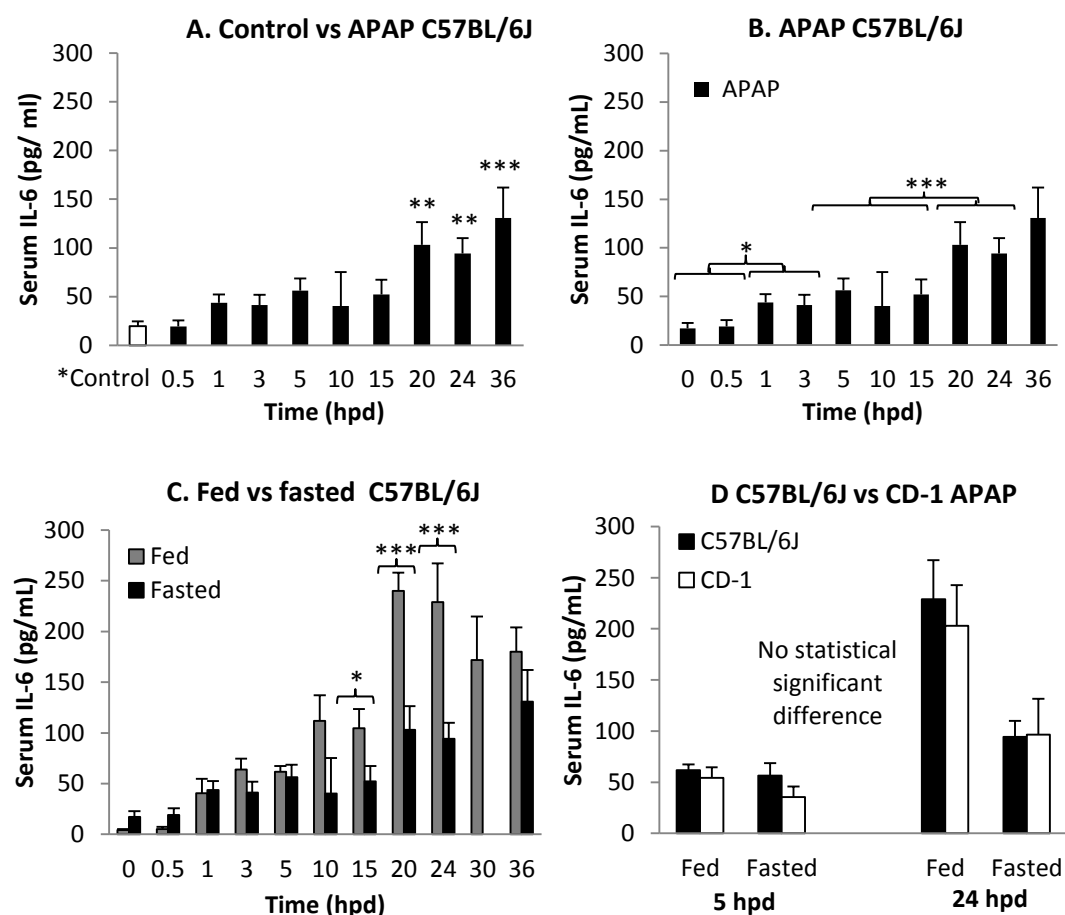 A. Control vs APAP C57BL/6J
Serum IL-6 (pg/ ml)
300
250
200
150
100
50
0
** ** ***
*Control 0.5 1 3 5 10 15 20 24 36
Time (hpd)
B. APAP C57BL/6J
APAP
Serum IL-6 (pg/mL)
300
250
200
150
100
50
0
* ***
0 0.5 1 3 5 10 15 20 24 36
Time (hpd)
C. Fed vs fasted C57BL/6J
Fed
Fasted
Serum IL-6 (pg/mL)
300
250
200
150
100
50
0
* *** ***
0 0.5 1 3 5 10 15 20 24 30 36
Time (hpd)
D C57BL/6J vs CD-1 APAP
C57BL/6J
CD-1
Serum IL-6 (pg/mL)
300
250
200
150
100
50
0
No statistical
significant
difference
Fed Fasted Fed Fasted
5 hpd 24 hpd